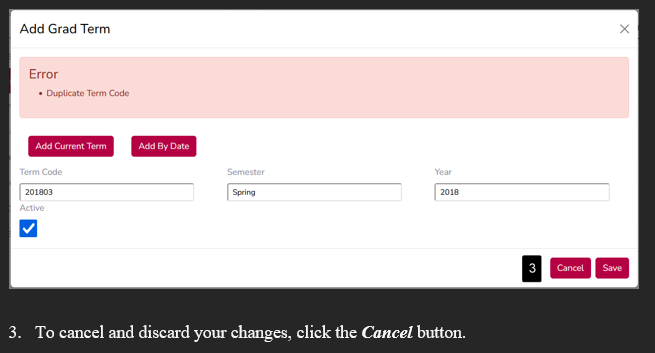 Add Grad Term
Error
• Duplicate Term Code
Add Current Term Add By Date
Term Code Semester Year
201803 Spring 2018
Active
3 Cancel Save
3. To cancel and discard your changes, click the Cancel button.